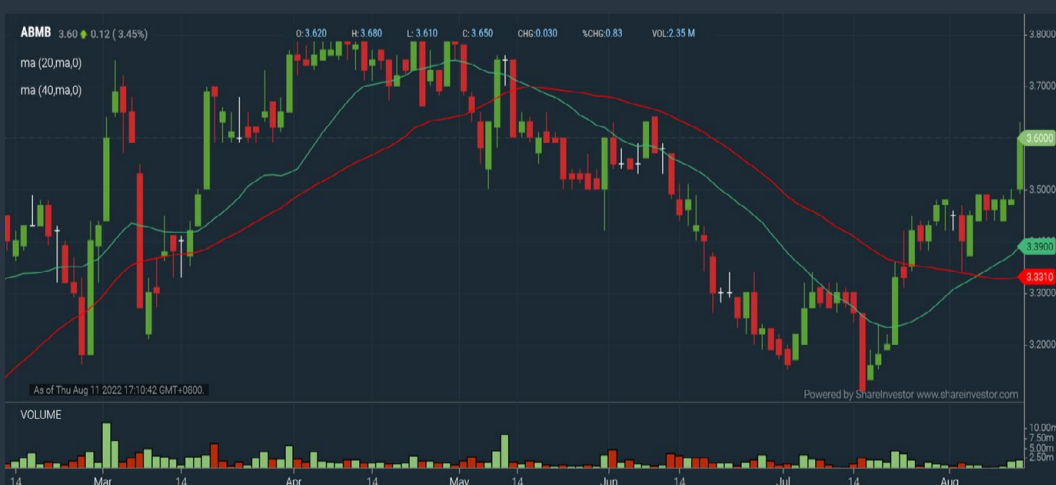 ABMB 3.60 0.12 ( 3.45%) O: 3.620 H: 3.680 L: 3.610 C: 3.650 CHG:0.030 %CHG:0.83 VOL:2.35 M
ma (20,ma,0)
ma (40,ma,0)
3.8000
3.7000
3.6000
3.5000
3.3900
3.3310
3.3000
3.2000
As of Thu Aug 11 2022 17:10:42 GMT+0800.
Powered by ShareInvestor www.shareinvestor.com
VOLUME
10.00m
7.50m
5.00m
2.50m
14 Mar 14 Apr 14 May 14 Jun 14 Jul 14 Aug